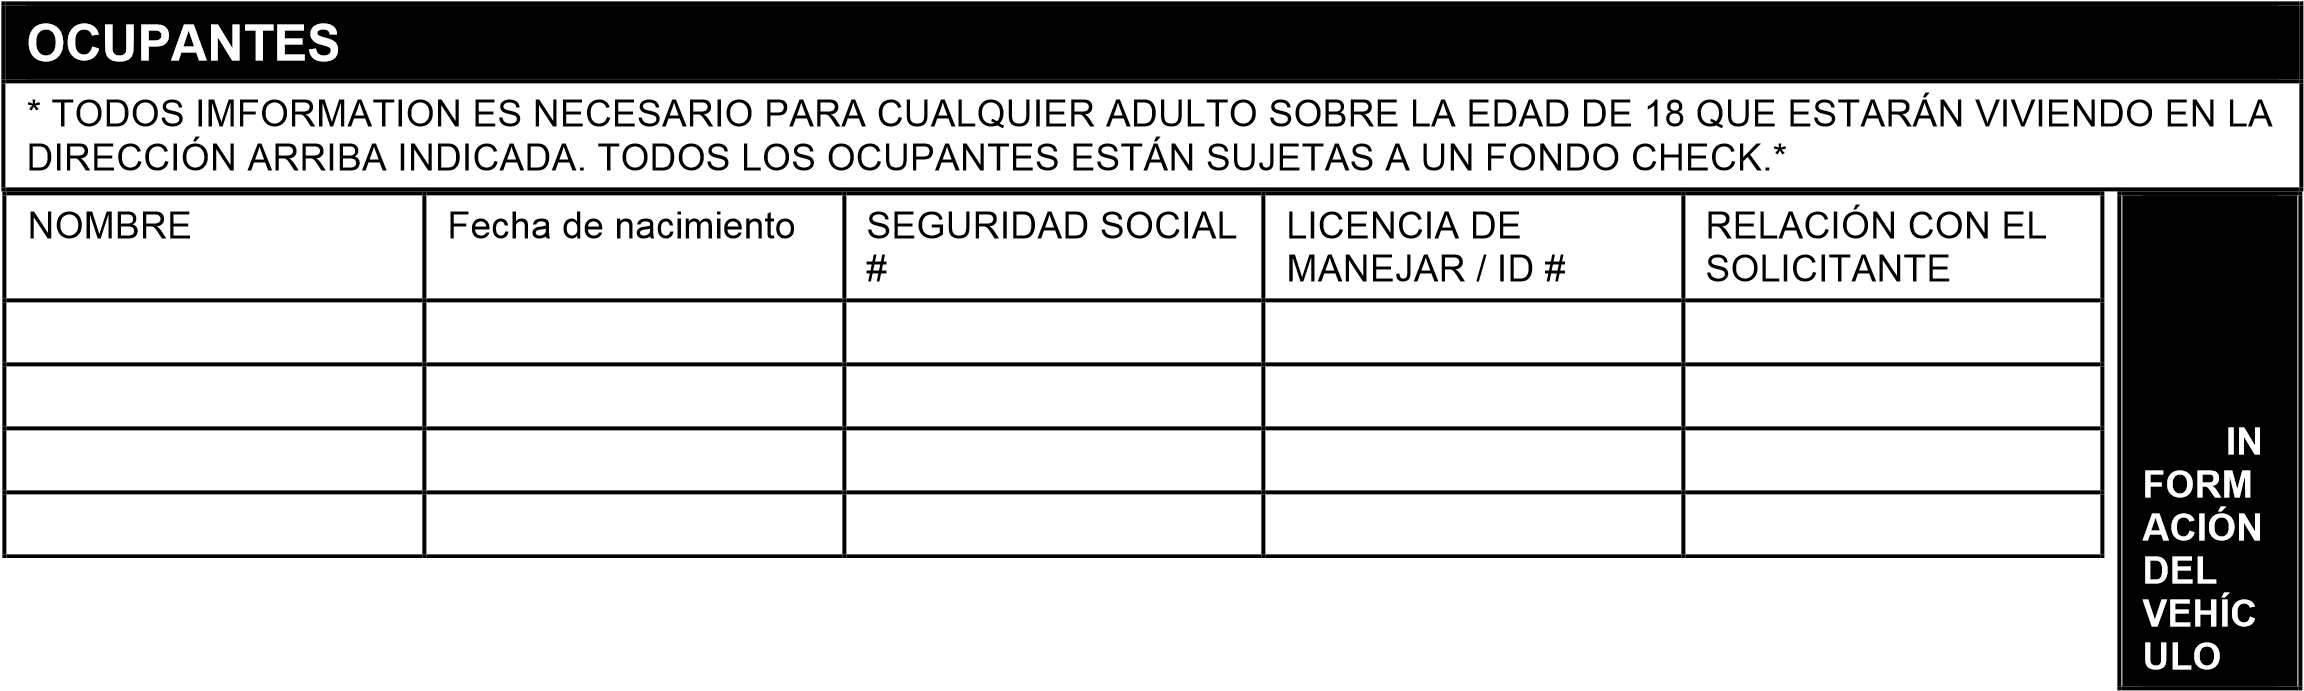 OCUPANTES
* TODOS IMFORMATION ES NECESARIO PARA CUALQUIER ADULTO SOBRE LA EDAD DE 18 QUE ESTARÁN VIVIENDO EN LA
DIRECCIÓN ARRIBA INDICADA. TODOS LOS OCUPANTES ESTÁN SUJETAS A UN FONDO CHECK.*
NOMBRE
Fecha de nacimiento
SEGURIDAD SOCIAL
#
LICENCIA DE
MANEJAR / ID #
RELACIÓN CON EL
SOLICITANTE
IN
FORM
ACIÓN
DEL
VEHÍC
ULO